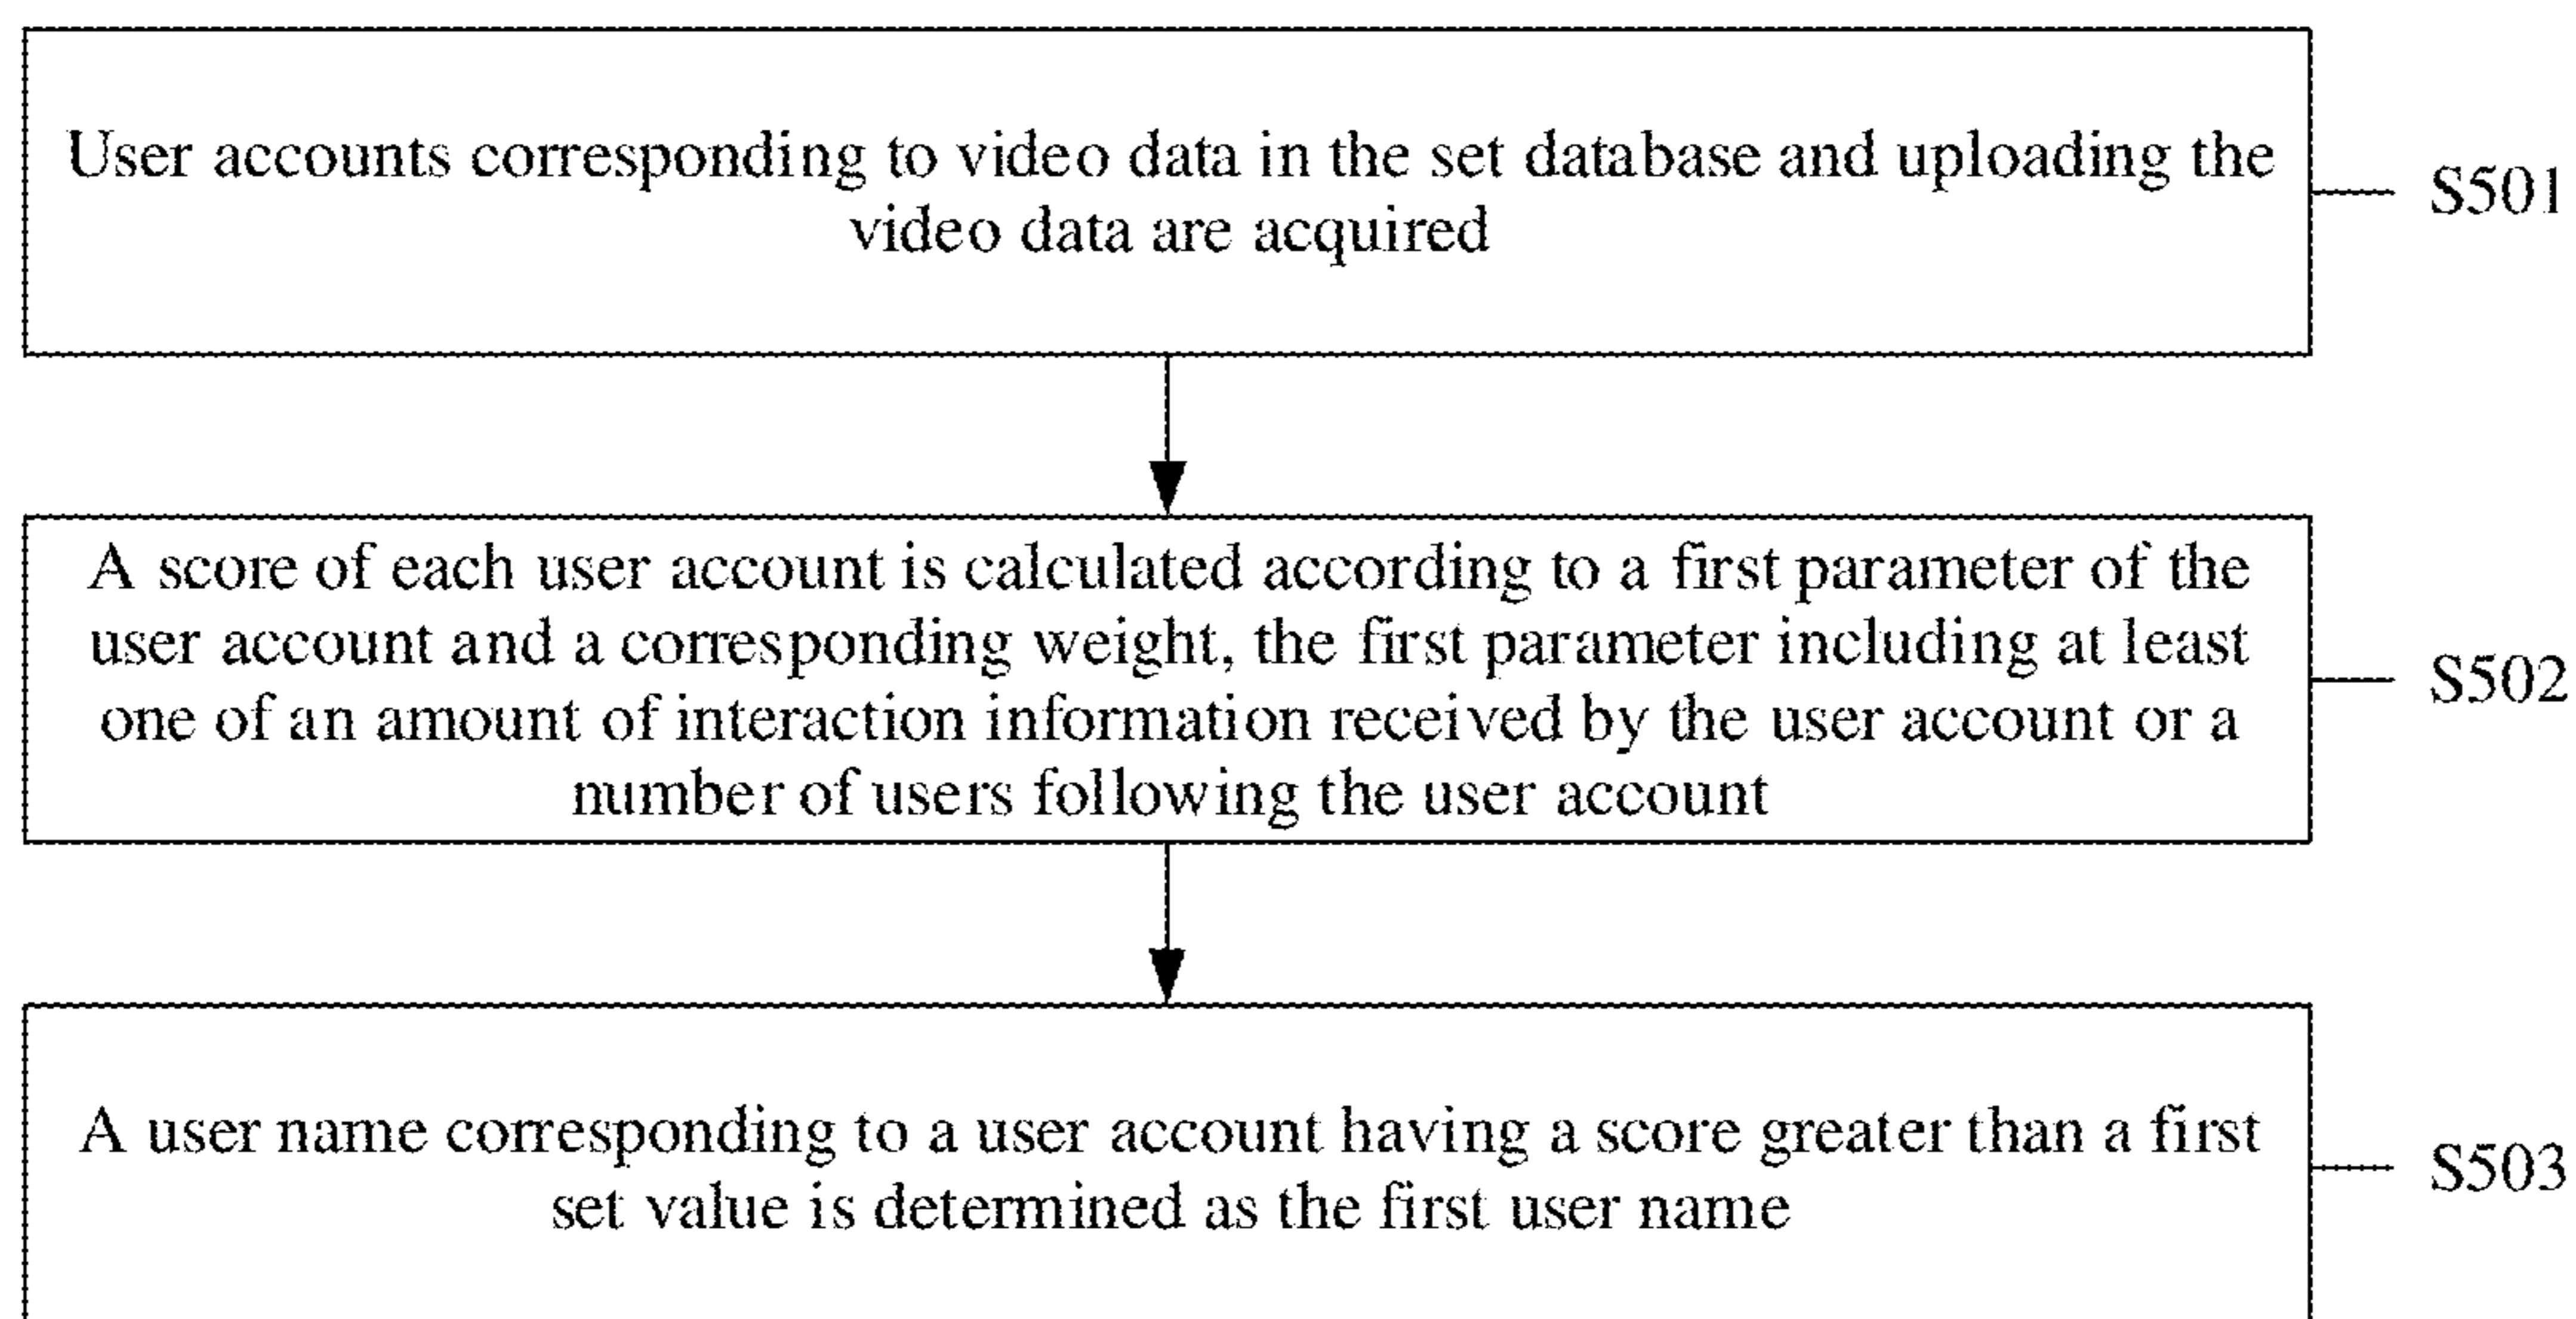 User accounts corresponding to video data in the set database and uploading the
video data are acquired
S501
A score of each user account is calculated according to a first parameter of the
user account and a corresponding weight, the first parameter including at least
one of an amount of interaction information received by the user account or a
number of users following the user account
S502
A user name corresponding to a user account having a score greater than a first
set value is determined as the first user name
S503